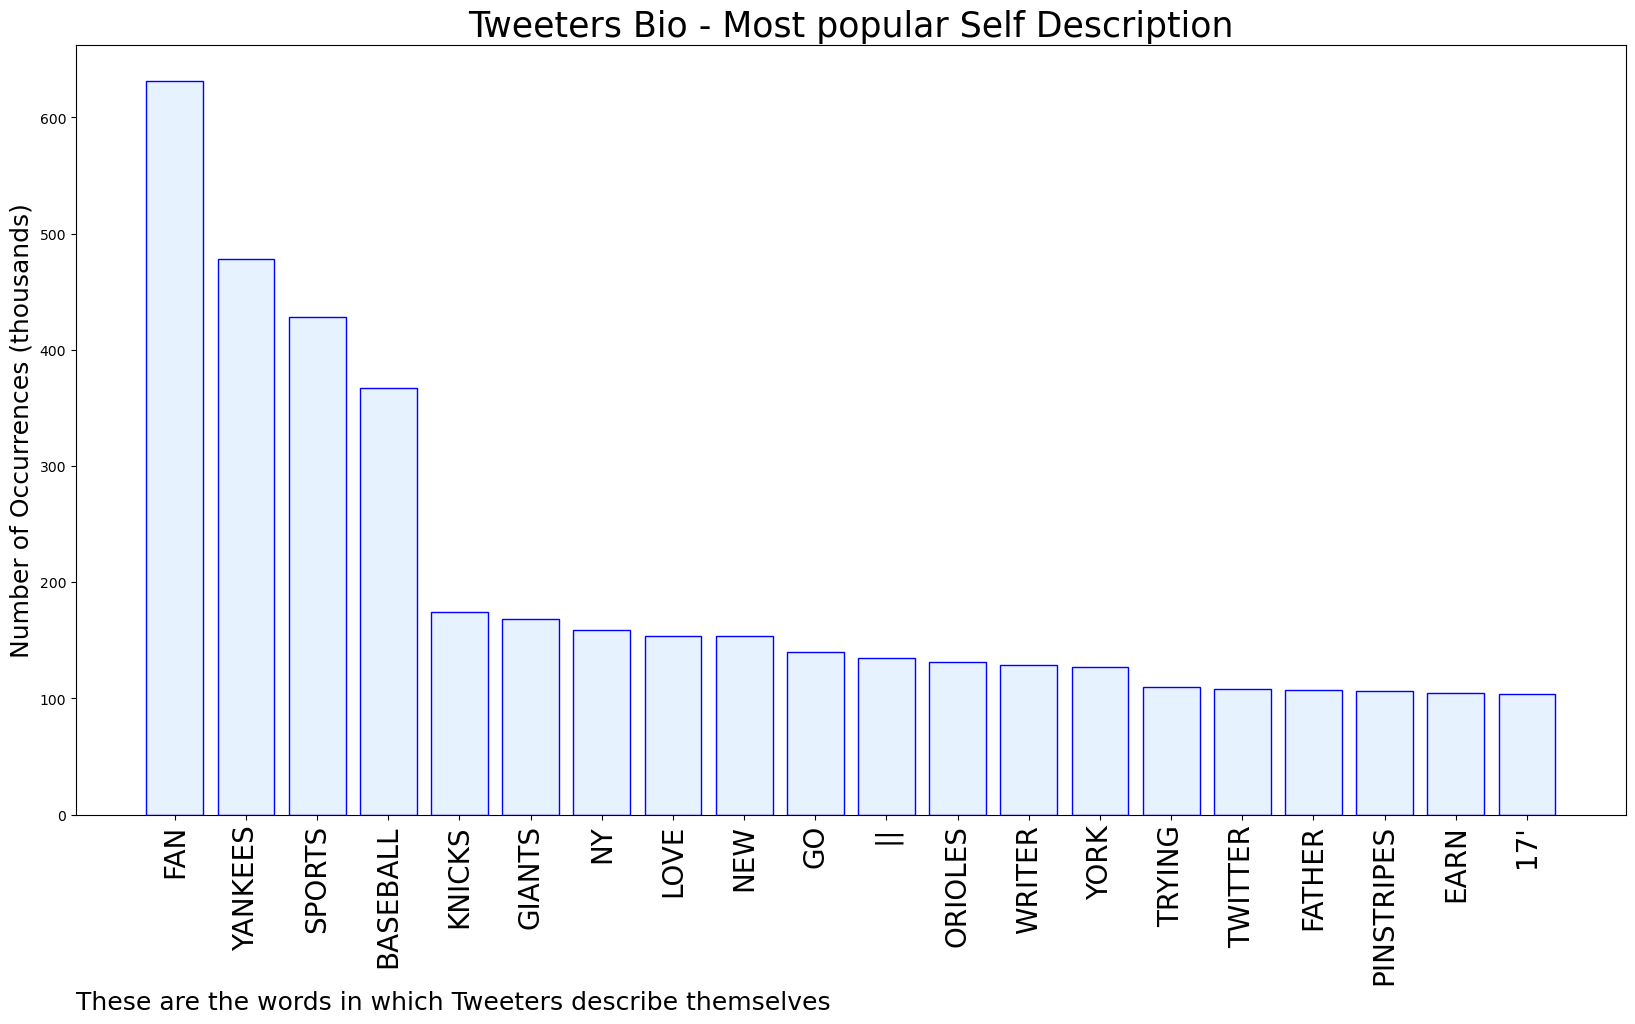 Tweeters Bio - Most popular Self Description
Number of Occurrences (thousands)
600
500
400
300
200
100
0
FAN
YANKEES
SPORTS
BASEBALL
KNICKS
GIANTS
NY
LOVE
NEW
GO
||
ORIOLES
WRITER
YORK
TRYING
TWITTER
FATHER
PINSTRIPES
EARN
17'
These are the words in which Tweeters describe themselves